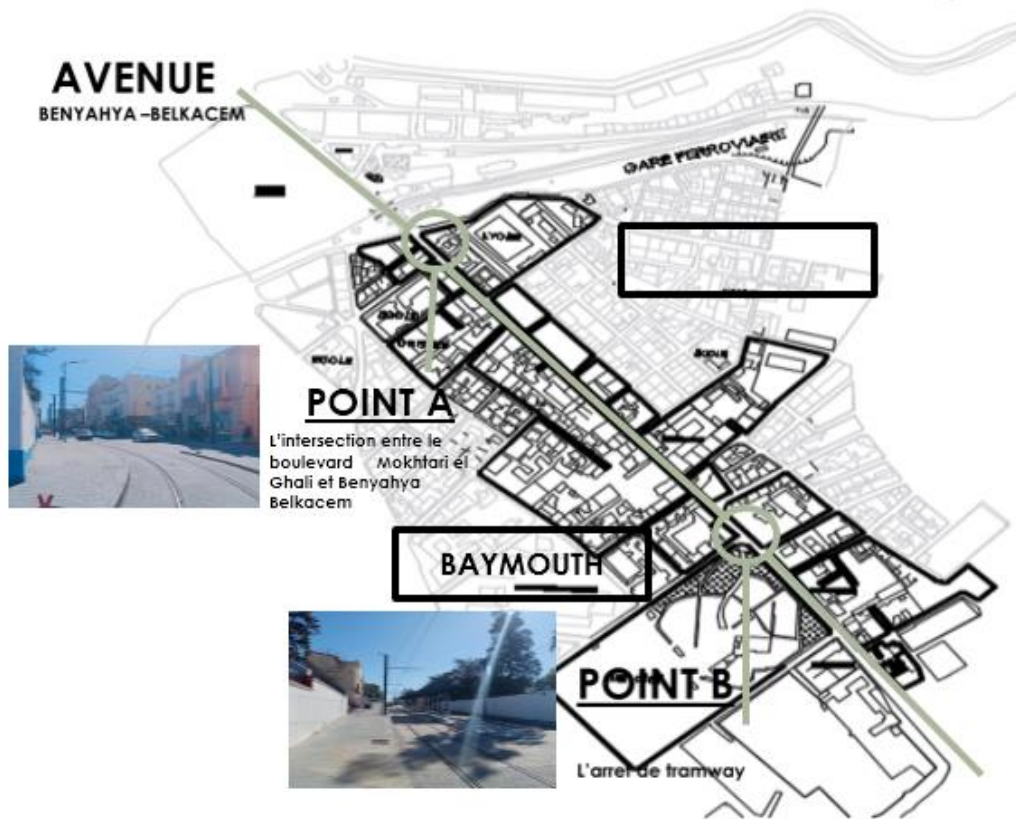 AVENUE
BENYAHYA –BELKACEM
GARE FERROVIAIRE
LYCEE
POINT A
L'intersection entre le
boulevard Mokhtari el
Ghali et Benyahya
Belkacem
BAYMOUTH
POINT B
L'arret de tramway